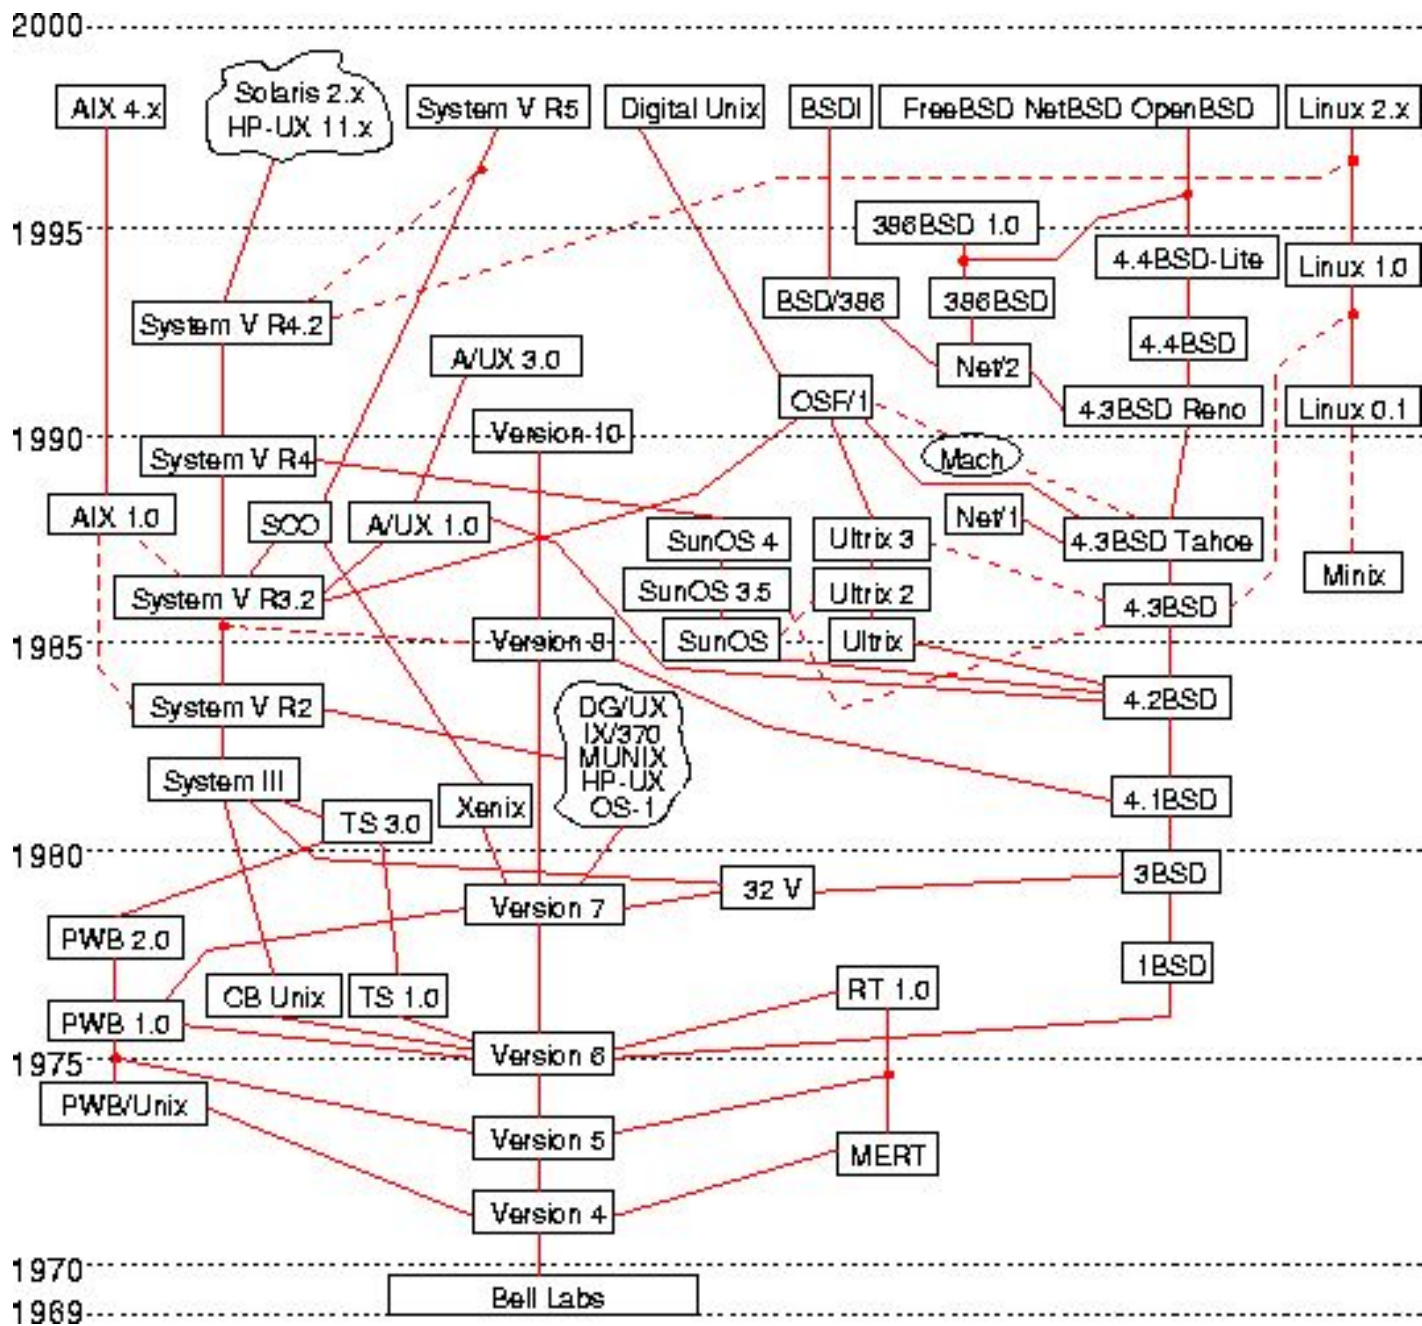 2000
AIX 4.x
Solaris 2.x
HP-UX 11.x
System V R5
Digital Unix
BSDI
FreeBSD NetBSD OpenBSD
Linux 2.x
1995
386BSD 1.0
4.4BSD-Lite
Linux 1.0
BSD/386
386BSD
System V R4.2
4.4BSD
A/UX 3.0
Net/2
OSF/1
4.3BSD Reno
Linux 0.1
1990
Version 10
System V R4
Mach
AIX 1.0
SCO
A/UX 1.0
Net/1
SunOS 4
Ultrix 3
4.3BSD Tahoe
Minix
System V R3.2
SunOS 3.5
Ultrix 2
4.3BSD
1985
Version 8
SunOS
Ultrix
System V R2
DG/UX
IX/370
MUNIX
HP-UX
OS-1
4.2BSD
System III
Xenix
4.1BSD
TS 3.0
1980
32 V
3BSD
Version 7
PWB 2.0
1BSD
CB Unix
TS 1.0
RT 1.0
PWB 1.0
Version 6
1975
PWB/Unix
Version 5
MERT
Version 4
1970
Bell Labs
1969